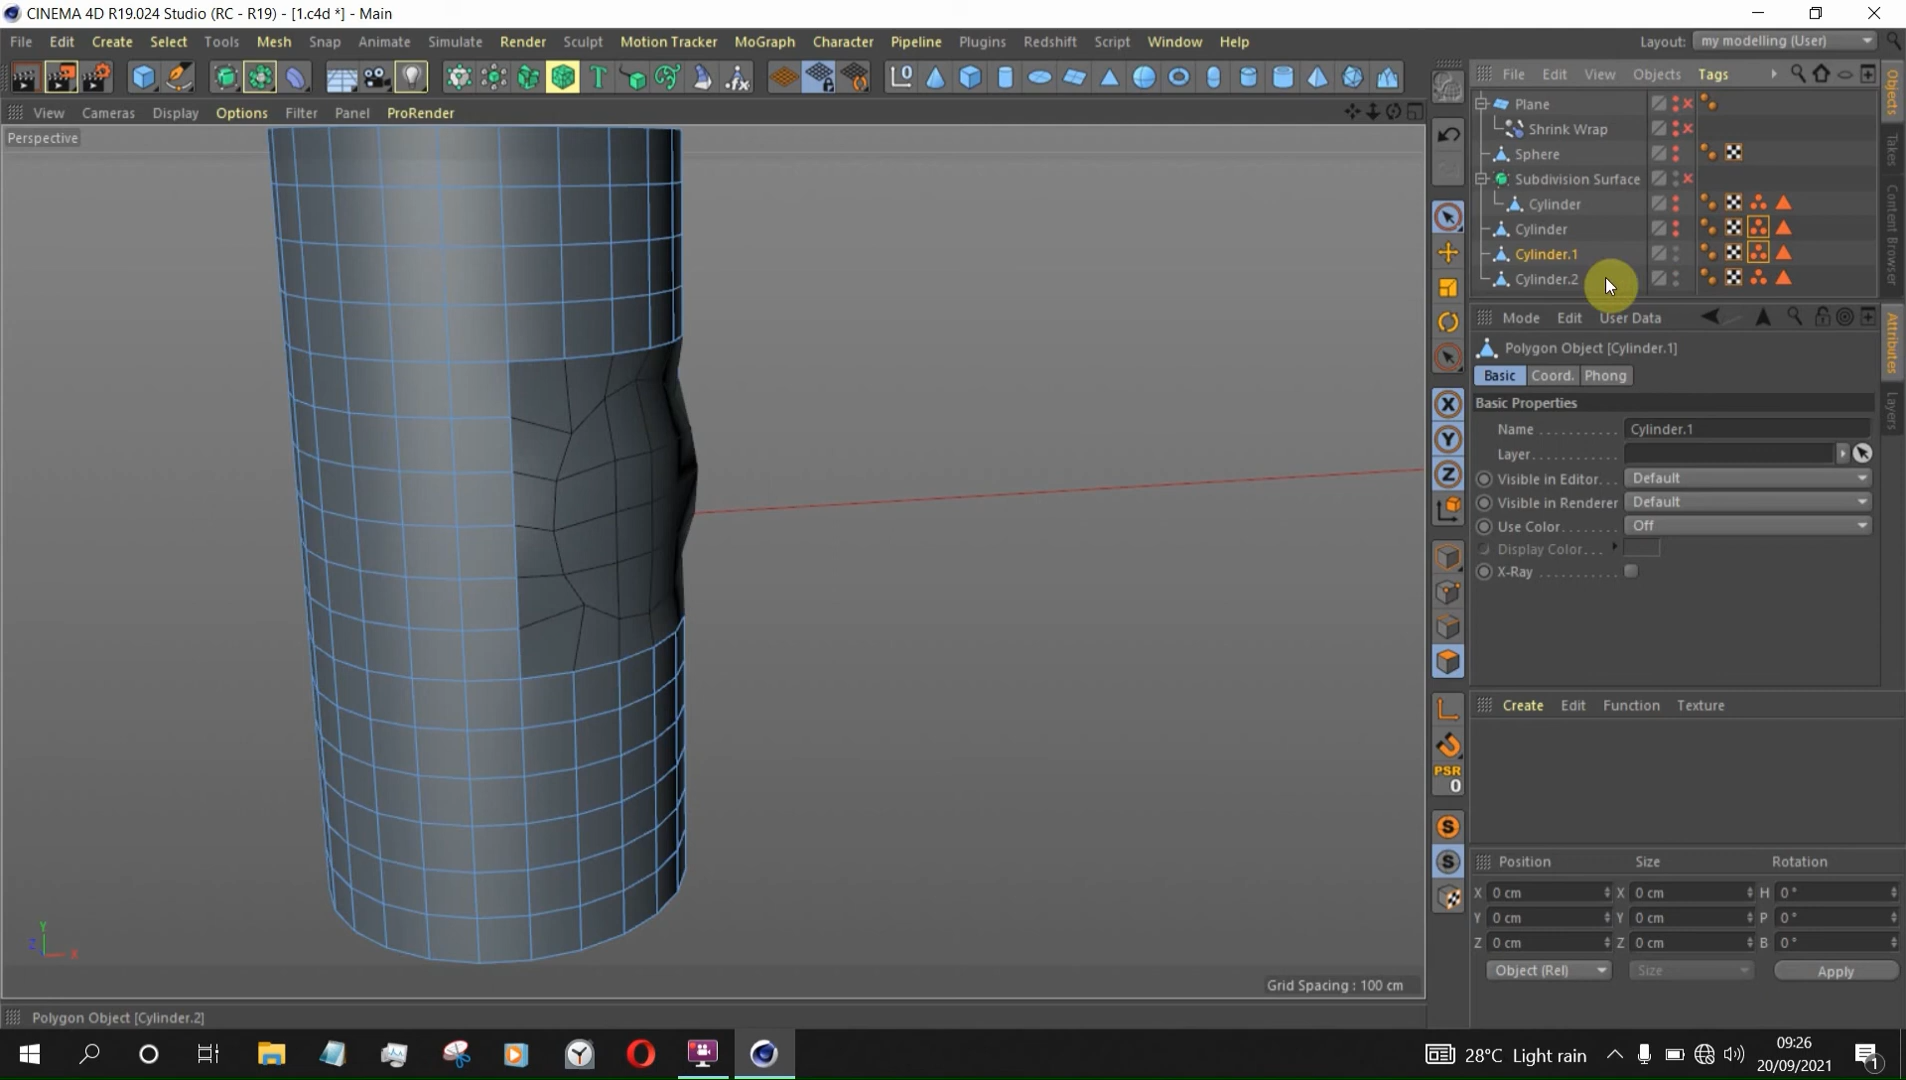 CINEMA 4D R19.024 Studio (RC - R19) - [1.c4d *] - Main
File Edit Create Select Tools Mesh Snap Animate Simulate Render Sculpt Motion Tracker MoGraph Character Pipeline Plugins Redshift Script Window Help Layout: my modelling (User)
File Edit View Objects Tags
View Cameras Display Options Filter Panel ProRender
Perspective
Plane
Shrink Wrap
Sphere
Subdivision Surface
Cylinder
Cylinder
Cylinder.1
Cylinder.2
Objects
Takes
Content Browser
Mode Edit User Data
Polygon Object [Cylinder.1]
Basic Coord. Phong
Basic Properties
Name . . . . . . . . . . . Cylinder.1
Layer. . . . . . . . . . . .
Visible in Editor. . . Default
Visible in Renderer Default
Use Color. . . . . . . . Off
Display Color. . .
X-Ray . . . . . . . . . .
Attributes
Layers
Create Edit Function Texture
PSR
0
X
Y
Z
S
S
Position Size Rotation
X 0 cm X 0 cm H 0 °
Y 0 cm Y 0 cm P 0 °
Z 0 cm Z 0 cm B 0 °
Object (Rel) Size Apply
Y
Z X
Grid Spacing : 100 cm
Polygon Object [Cylinder.2]
28°C Light rain
09:26
20/09/2021
1